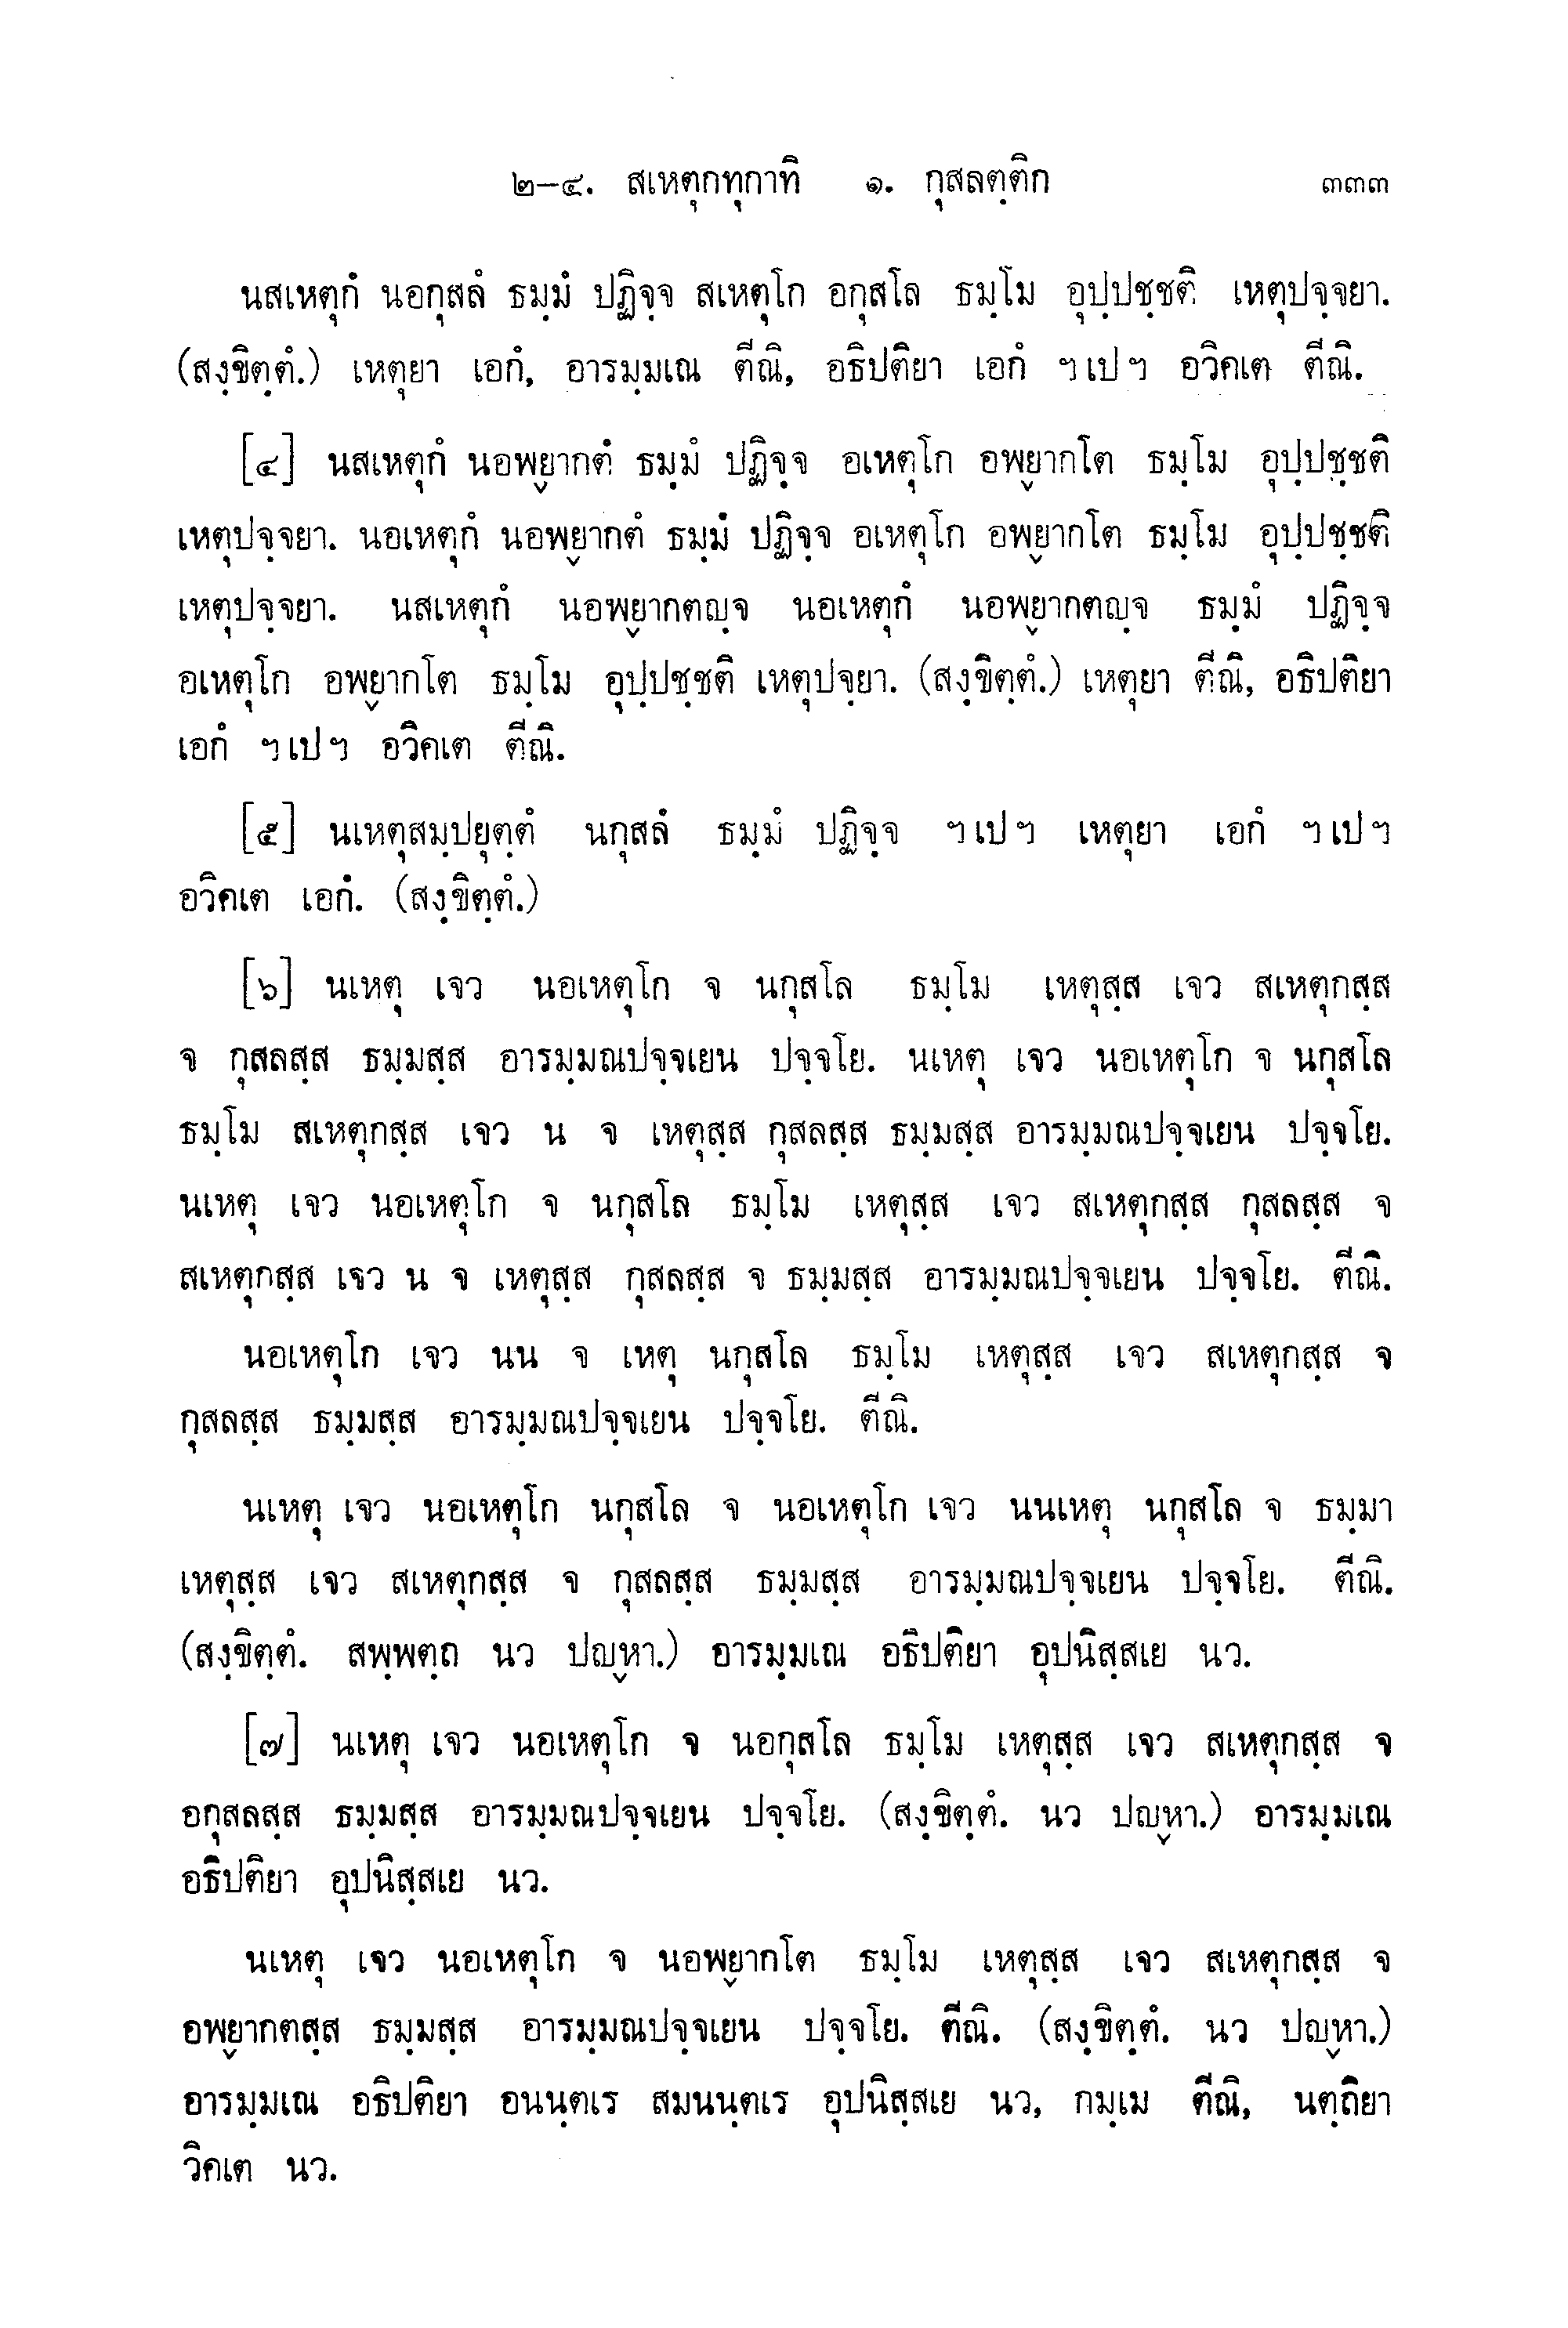 ๒–๔. สเหตุกทุกาทิ ๑. กุสลตฺติก ๓๓๓
นสเหตุกํ นอกุสลํ ธมฺมํ ปฏิจฺจ สเหตุโก อกุสโล ธมฺโม อุปฺปชฺชติ เหตุปจฺจยา.
(สงฺขิตฺตํ.) เหตุยา เอกํ, อารมฺมเณ ตีณิ, อธิปติยา เอกํ ฯเปฯ อวิคเต ตีณิ.
[๔] นสเหตุกํ นอพฺยากตํ ธมฺมํ ปฏิจฺจ อเหตุโก อพฺยากโต ธมฺโม อุปฺปชฺชติ
เหตุปจฺจยา. นอเหตุกํ นอพฺยากตํ ธมฺมํ ปฏิจฺจ อเหตุโก อพฺยากโต ธมฺโม อุปฺปชฺชติ
เหตุปจฺจยา. นสเหตุกํ นอพฺยากตญฺจ นอเหตุกํ นอพฺยากตญฺจ ธมฺมํ ปฏิจฺจ
อเหตุโก อพฺยากโต ธมฺโม อุปฺปชฺชติ เหตุปจฺยา. (สงฺขิตฺตํ.) เหตุยา ตีณิ, อธิปติยา
เอกํ ฯเปฯ อวิคเต ตีณิ.
[๕] นเหตุสมฺปยุตฺตํ นกุสลํ ธมฺมํ ปฏิจฺจ ฯเปฯ เหตุยา เอกํ ฯเปฯ
อวิคเต เอกํ. (สงฺขิตฺตํ.)
[๖] นเหตุ เจว นอเหตุโก จ นกุสโล ธมฺโม เหตุสฺส เจว สเหตุกสฺส
จ กุสลสฺส ธมฺมสฺส อารมฺมณปจฺจเยน ปจฺจโย. นเหตุ เจว นอเหตุโก จ นกุสโล
ธมฺโม สเหตุกสฺส เจว น จ เหตุสฺส กุสลสฺส ธมฺมสฺส อารมฺมณปจฺจเยน ปจฺจโย.
นเหตุ เจว นอเหตุโก จ นกุสโล ธมฺโม เหตุสฺส เจว สเหตุกสฺส กุสลสฺส จ
สเหตุกสฺส เจว น จ เหตุสฺส กุสลสฺส จ ธมฺมสฺส อารมฺมณปจฺจเยน ปจฺจโย. ตีณิ.
นอเหตุโก เจว นน จ เหตุ นกุสโล ธมฺโม เหตุสฺส เจว สเหตุกสฺส จ
กุสลสฺส ธมฺมสฺส อารมฺมณปจฺจเยน ปจฺจโย. ตีณิ.
นเหตุ เจว นอเหตุโก นกุสโล จ นอเหตุโก เจว นนเหตุ นกุสโล จ ธมฺมา
เหตุสฺส เจว สเหตุกสฺส จ กุสลสฺส ธมฺมสฺส อารมฺมณปจฺจเยน ปจฺจโย. ตีณิ.
(สงฺขิตฺตํ. สพฺพตฺถ นว ปญฺหา.) อารมฺมเณ อธิปติยา อุปนิสฺสเย นว.
[๗] นเหตุ เจว นอเหตุโก จ นอกุสโล ธมฺโม เหตุสฺส เจว สเหตุกสฺส จ
อกุสลสฺส ธมฺมสฺส อารมฺมณปจฺจเยน ปจฺจโย. (สงฺขิตฺตํ. นว ปญฺหา.) อารมฺมเณ
อธิปติยา อุปนิสฺสเย นว.
นเหตุ เจว นอเหตุโก จ นอพฺยากโต ธมฺโม เหตุสฺส เจว สเหตุกสฺส จ
อพฺยากตสฺส ธมฺมสฺส อารมฺมณปจฺจเยน ปจฺจโย. ตีณิ. (สงฺขิตฺตํ. นว ปญฺหา.)
อารมฺมเณ อธิปติยา อนนฺตเร สมนนฺตเร อุปนิสฺสเย นว, กมฺเม ตีณิ, นตฺถิยา
วิคเต นว.